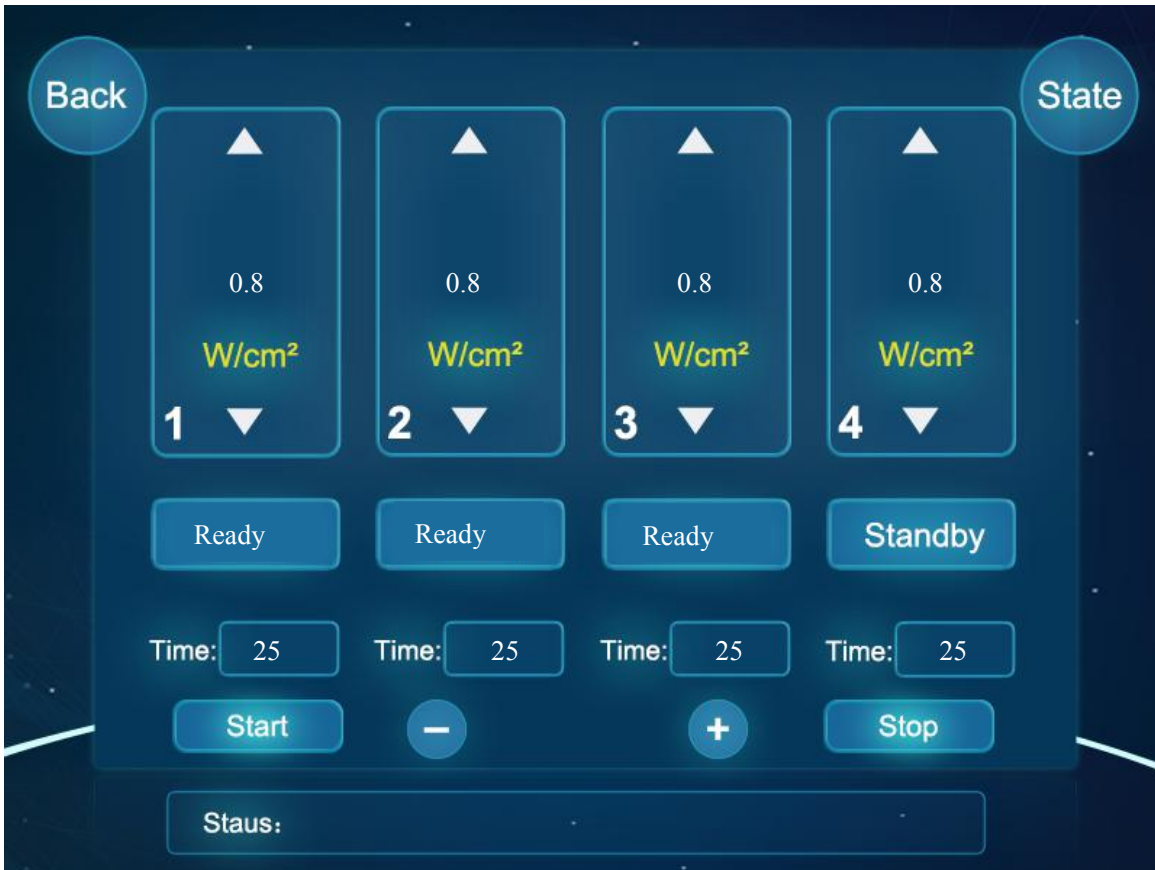 Back State
0.8 0.8 0.8 0.8
W/cm² W/cm² W/cm² W/cm²
1 2 3 4
Ready Ready Ready Standby
Time: 25 Time: 25 Time: 25 Time: 25
Start − + Stop
Staus: